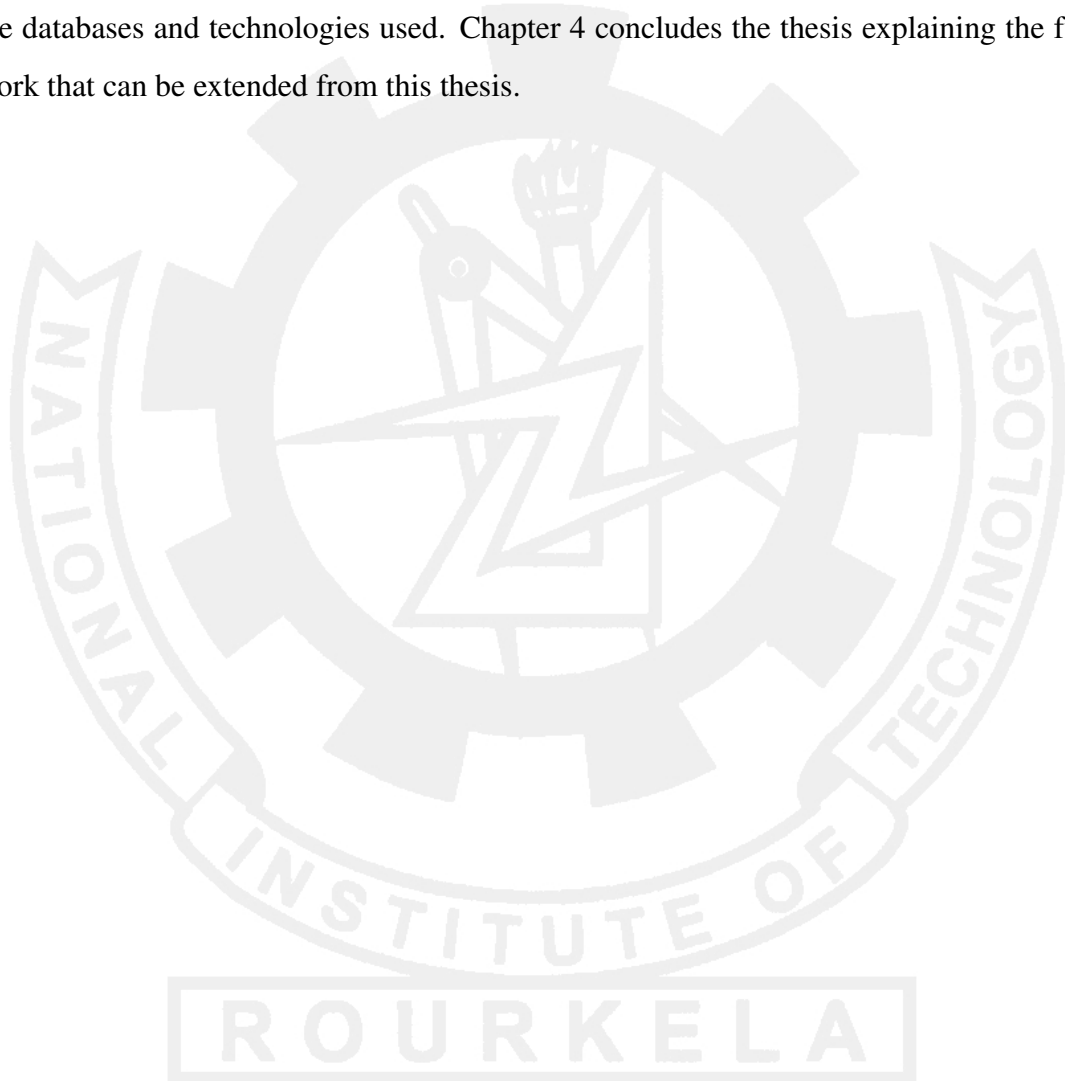 e databases and technologies used. Chapter 4 concludes the thesis explaining the f
ork that can be extended from this thesis.
NATIONAL INSTITUTE OF TECHNOLOGY
ROURKELA